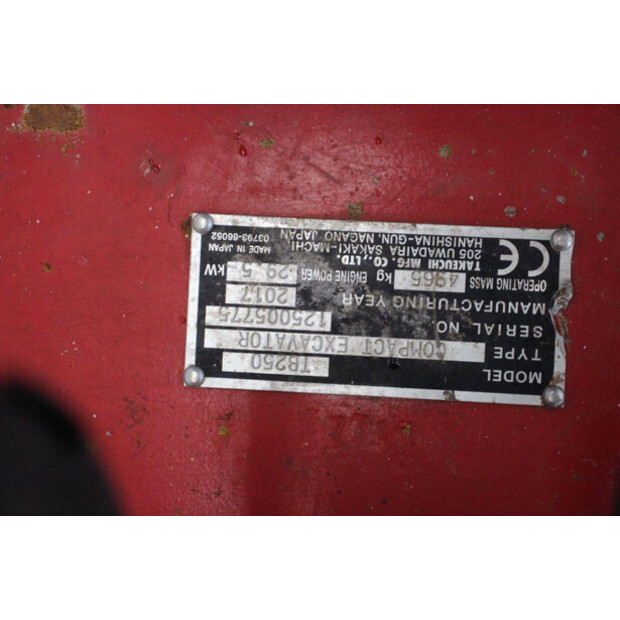 MODEL TB250
TYPE COMPACT EXCAVATOR
SERIAL NO 125005775
MANUFACTURING YEAR 2017
OPERATING MASS 4965 kg ENGINE POWER 29.5 kW
CE TAKEUCHI MFG. CO., LTD.
205 UWADAIRA SAKAKI-MACHI,
HANISHINA-GUN, NAGANO JAPAN
MADE IN JAPAN
03793-66052